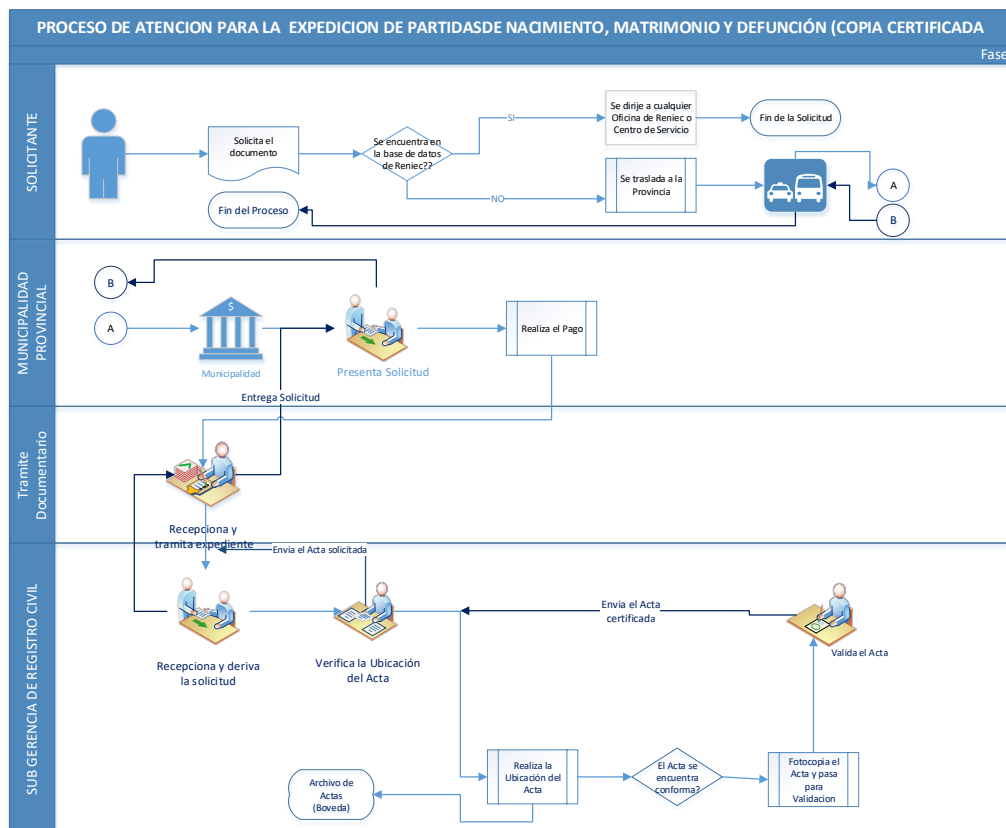 PROCESO DE ATENCION PARA LA EXPEDICION DE PARTIDASDE NACIMIENTO, MATRIMONIO Y DEFUNCIÓN (COPIA CERTIFICADA
Fase
SOLICITANTE
Solicita el
documento
Se encuentra en
la base de datos
de Reniec??
SI
Se dirije a cualquier
Oficina de Reniec o
Centro de Servicio
Fin de la Solicitud
NO
Se traslada a la
Provincia
A
B
Fin del Proceso
MUNICIPALIDAD
PROVINCIAL
B
A
$
Municipalidad
Presenta Solicitud
Realiza el Pago
Entrega Solicitud
Tramite
Documentario
Recepciona y
tramita expediente
SUB GERENCIA DE REGISTRO CIVIL
Envia el Acta solicitada
Recepciona y deriva
la solicitud
Verifica la Ubicación
del Acta
Envia el Acta
certificada
Valida el Acta
Archivo de
Actas
(Boveda)
Realiza la
Ubicación del
Acta
El Acta se
encuentra
conforma?
Fotocopia el
Acta y pasa
para
Validacion